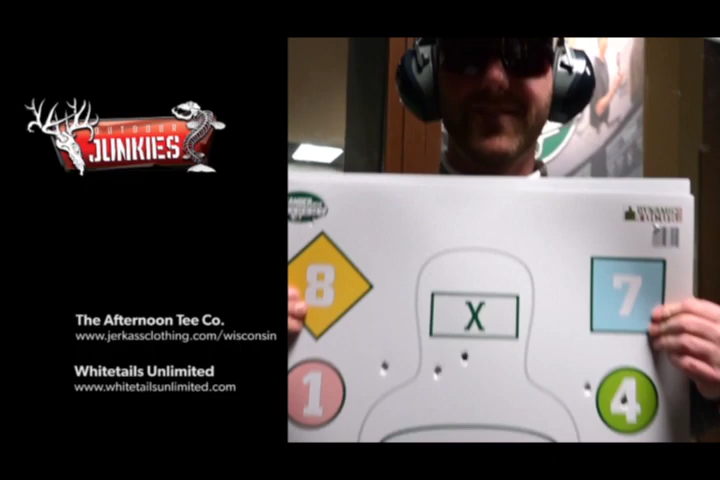 OUTDOOR
JUNKIES
The Afternoon Tee Co.
www.jerkassclothing.com/wisconsin
Whitetails Unlimited
www.whitetailsunlimited.com
8
7
X
1
4